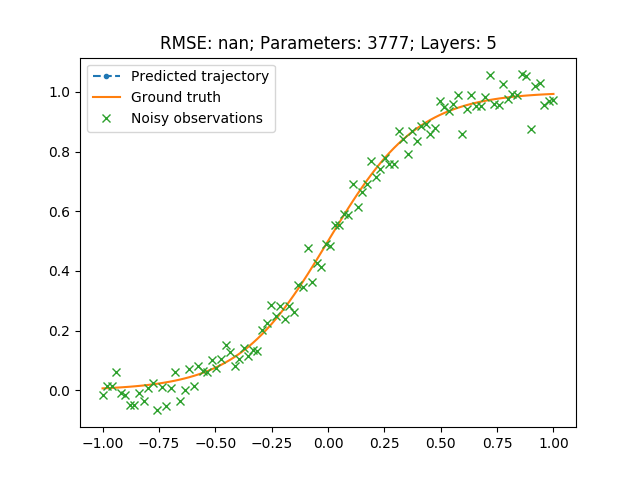 RMSE: nan; Parameters: 3777; Layers: 5
Predicted trajectory
Ground truth
Noisy observations
1.0
0.8
0.6
0.4
0.2
0.0
−1.00 −0.75 −0.50 −0.25 0.00 0.25 0.50 0.75 1.00